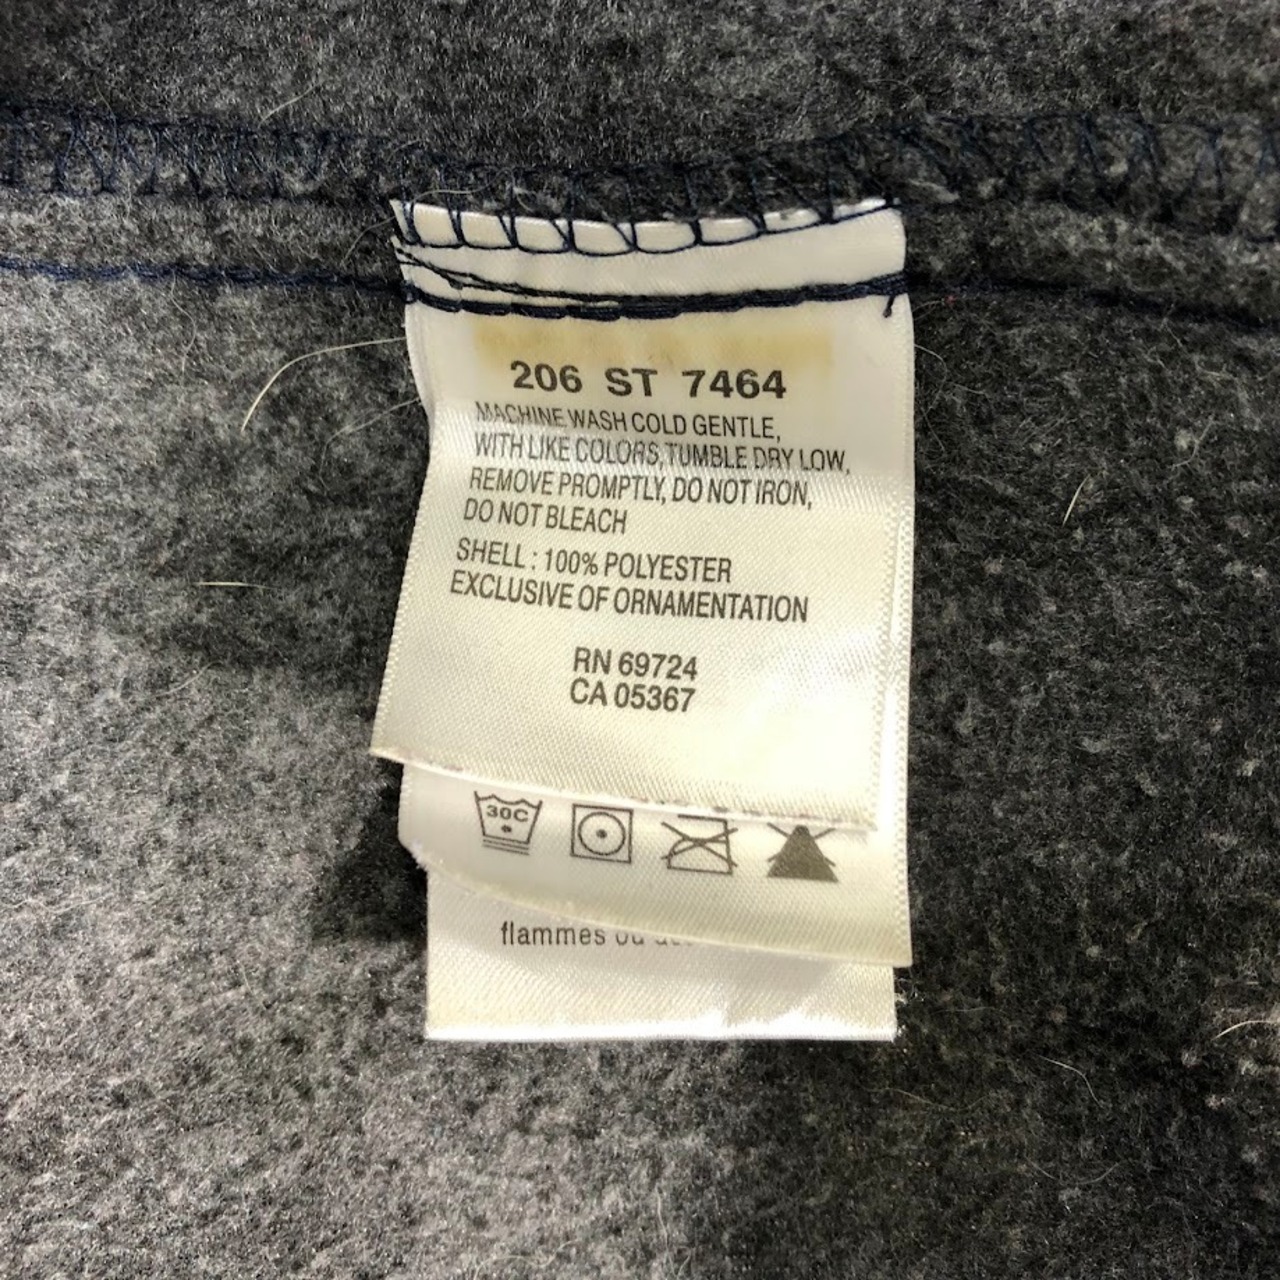 206 ST 7464
MACHINE WASH COLD GENTLE,
WITH LIKE COLORS,TUMBLE DRY LOW,
REMOVE PROMPTLY, DO NOT IRON,
DO NOT BLEACH
SHELL : 100% POLYESTER
EXCLUSIVE OF ORNAMENTATION
RN 69724
CA 05367
30C
flammes ou